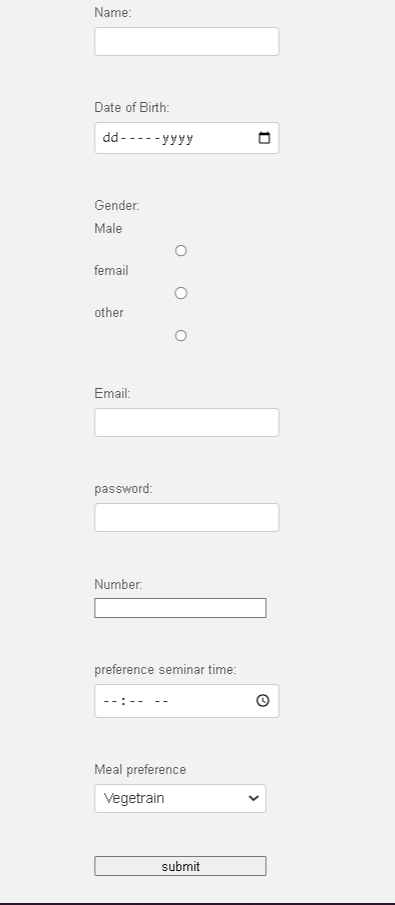 Name:
Date of Birth:
dd-----yyyy
Gender:
Male
femail
other
Email:
password:
Number:
preference seminar time:
--:-- --
Meal preference
Vegetrain
submit